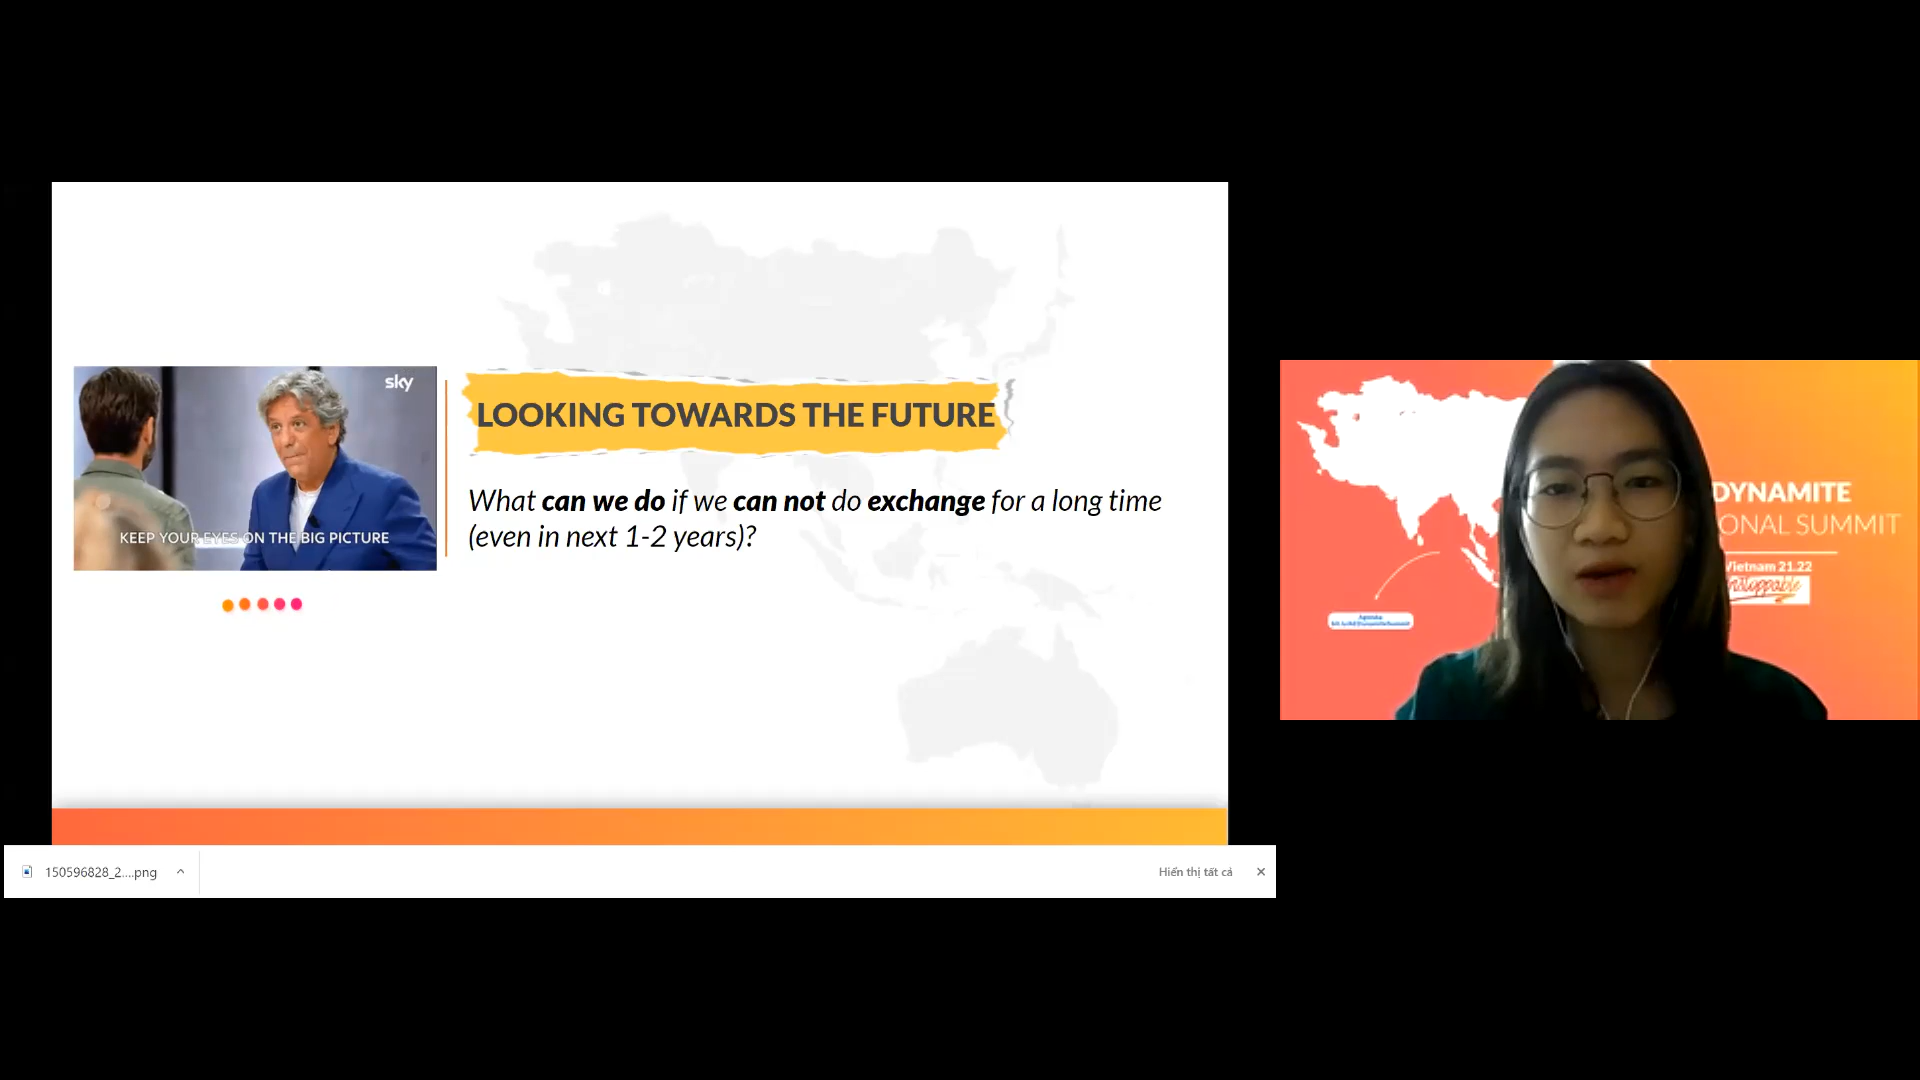 sky
KEEP YOUR EYES ON THE BIG PICTURE
LOOKING TOWARDS THE FUTURE
What can we do if we can not do exchange for a long time
(even in next 1-2 years)?
150596828_2....png
Hiển thị tất cả
DYNAMITE
ONAL SUMMIT
Vietnam 21.22
Agenda: